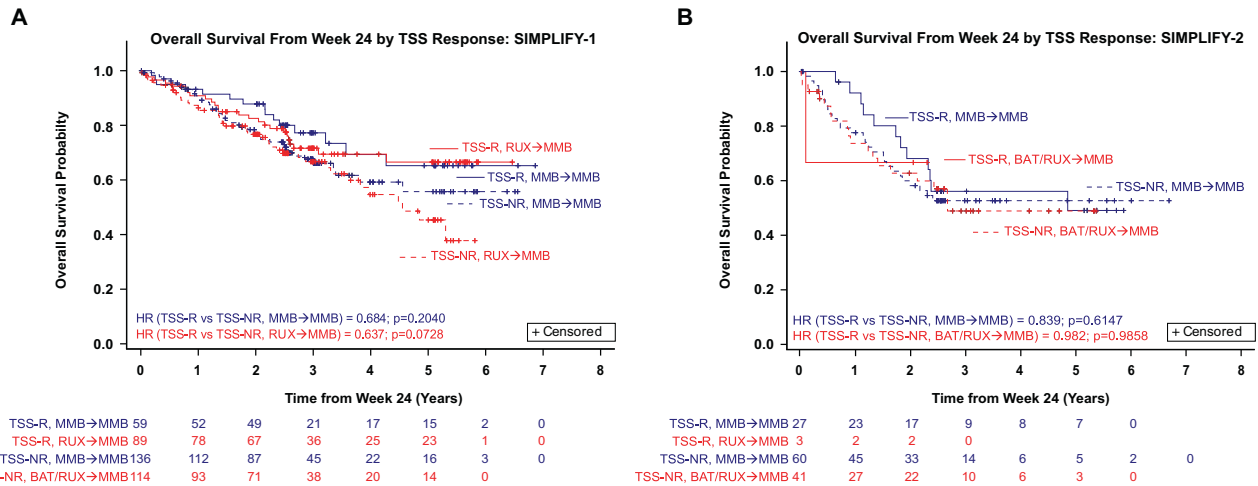 A
Overall Survival From Week 24 by TSS Response: SIMPLIFY-1
1.0
0.8
0.6
0.4
0.2
0.0
Overall Survival Probability
TSS-R, RUX→MMB
TSS-R, MMB→MMB
TSS-NR, MMB→MMB
TSS-NR, RUX→MMB
HR (TSS-R vs TSS-NR, MMB→MMB) = 0.684; p=0.2040
HR (TSS-R vs TSS-NR, RUX→MMB) = 0.637; p=0.0728
+ Censored
0 1 2 3 4 5 6 7 8
Time from Week 24 (Years)
TSS-R, MMB→MMB 59 52 49 21 17 15 2 0
TSS-R, RUX→MMB 89 78 67 36 25 23 1 0
TSS-NR, MMB→MMB 136 112 87 45 22 16 3 0
-NR, BAT/RUX→MMB 114 93 71 38 20 14 0
B
Overall Survival From Week 24 by TSS Response: SIMPLIFY-2
1.0
0.8
0.6
0.4
0.2
0.0
Overall Survival Probability
TSS-R, MMB→MMB
TSS-R, BAT/RUX→MMB
TSS-NR, MMB→MMB
TSS-NR, BAT/RUX→MMB
HR (TSS-R vs TSS-NR, MMB→MMB) = 0.839; p=0.6147
HR (TSS-R vs TSS-NR, BAT/RUX→MMB) = 0.982; p=0.9858
+ Censored
0 1 2 3 4 5 6 7 8
Time from Week 24 (Years)
TSS-R, MMB→MMB 27 23 17 9 8 7 0
TSS-R, RUX→MMB 3 2 2 0
TSS-NR, MMB→MMB 60 45 33 14 6 5 2 0
TSS-NR, BAT/RUX→MMB 41 27 22 10 6 3 0